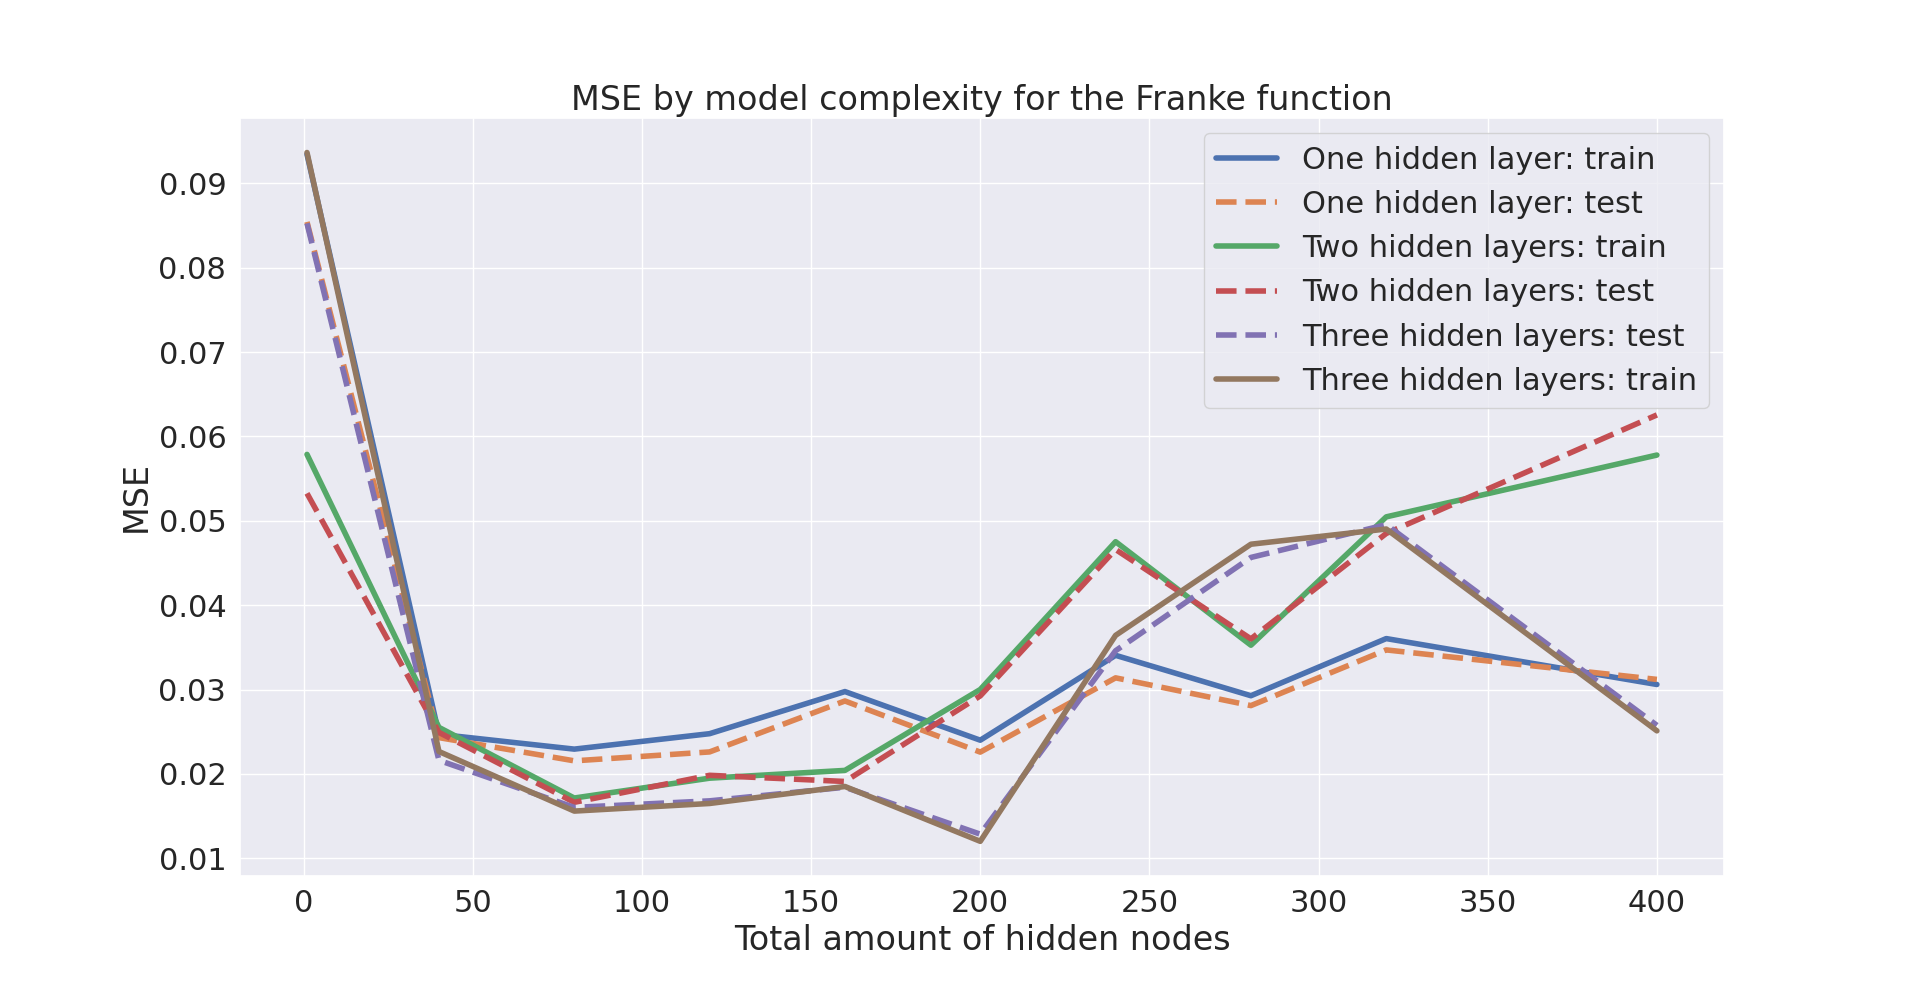 MSE by model complexity for the Franke function
One hidden layer: train
One hidden layer: test
Two hidden layers: train
Two hidden layers: test
Three hidden layers: test
Three hidden layers: train
MSE
0.09
0.08
0.07
0.06
0.05
0.04
0.03
0.02
0.01
0 50 100 150 200 250 300 350 400
Total amount of hidden nodes